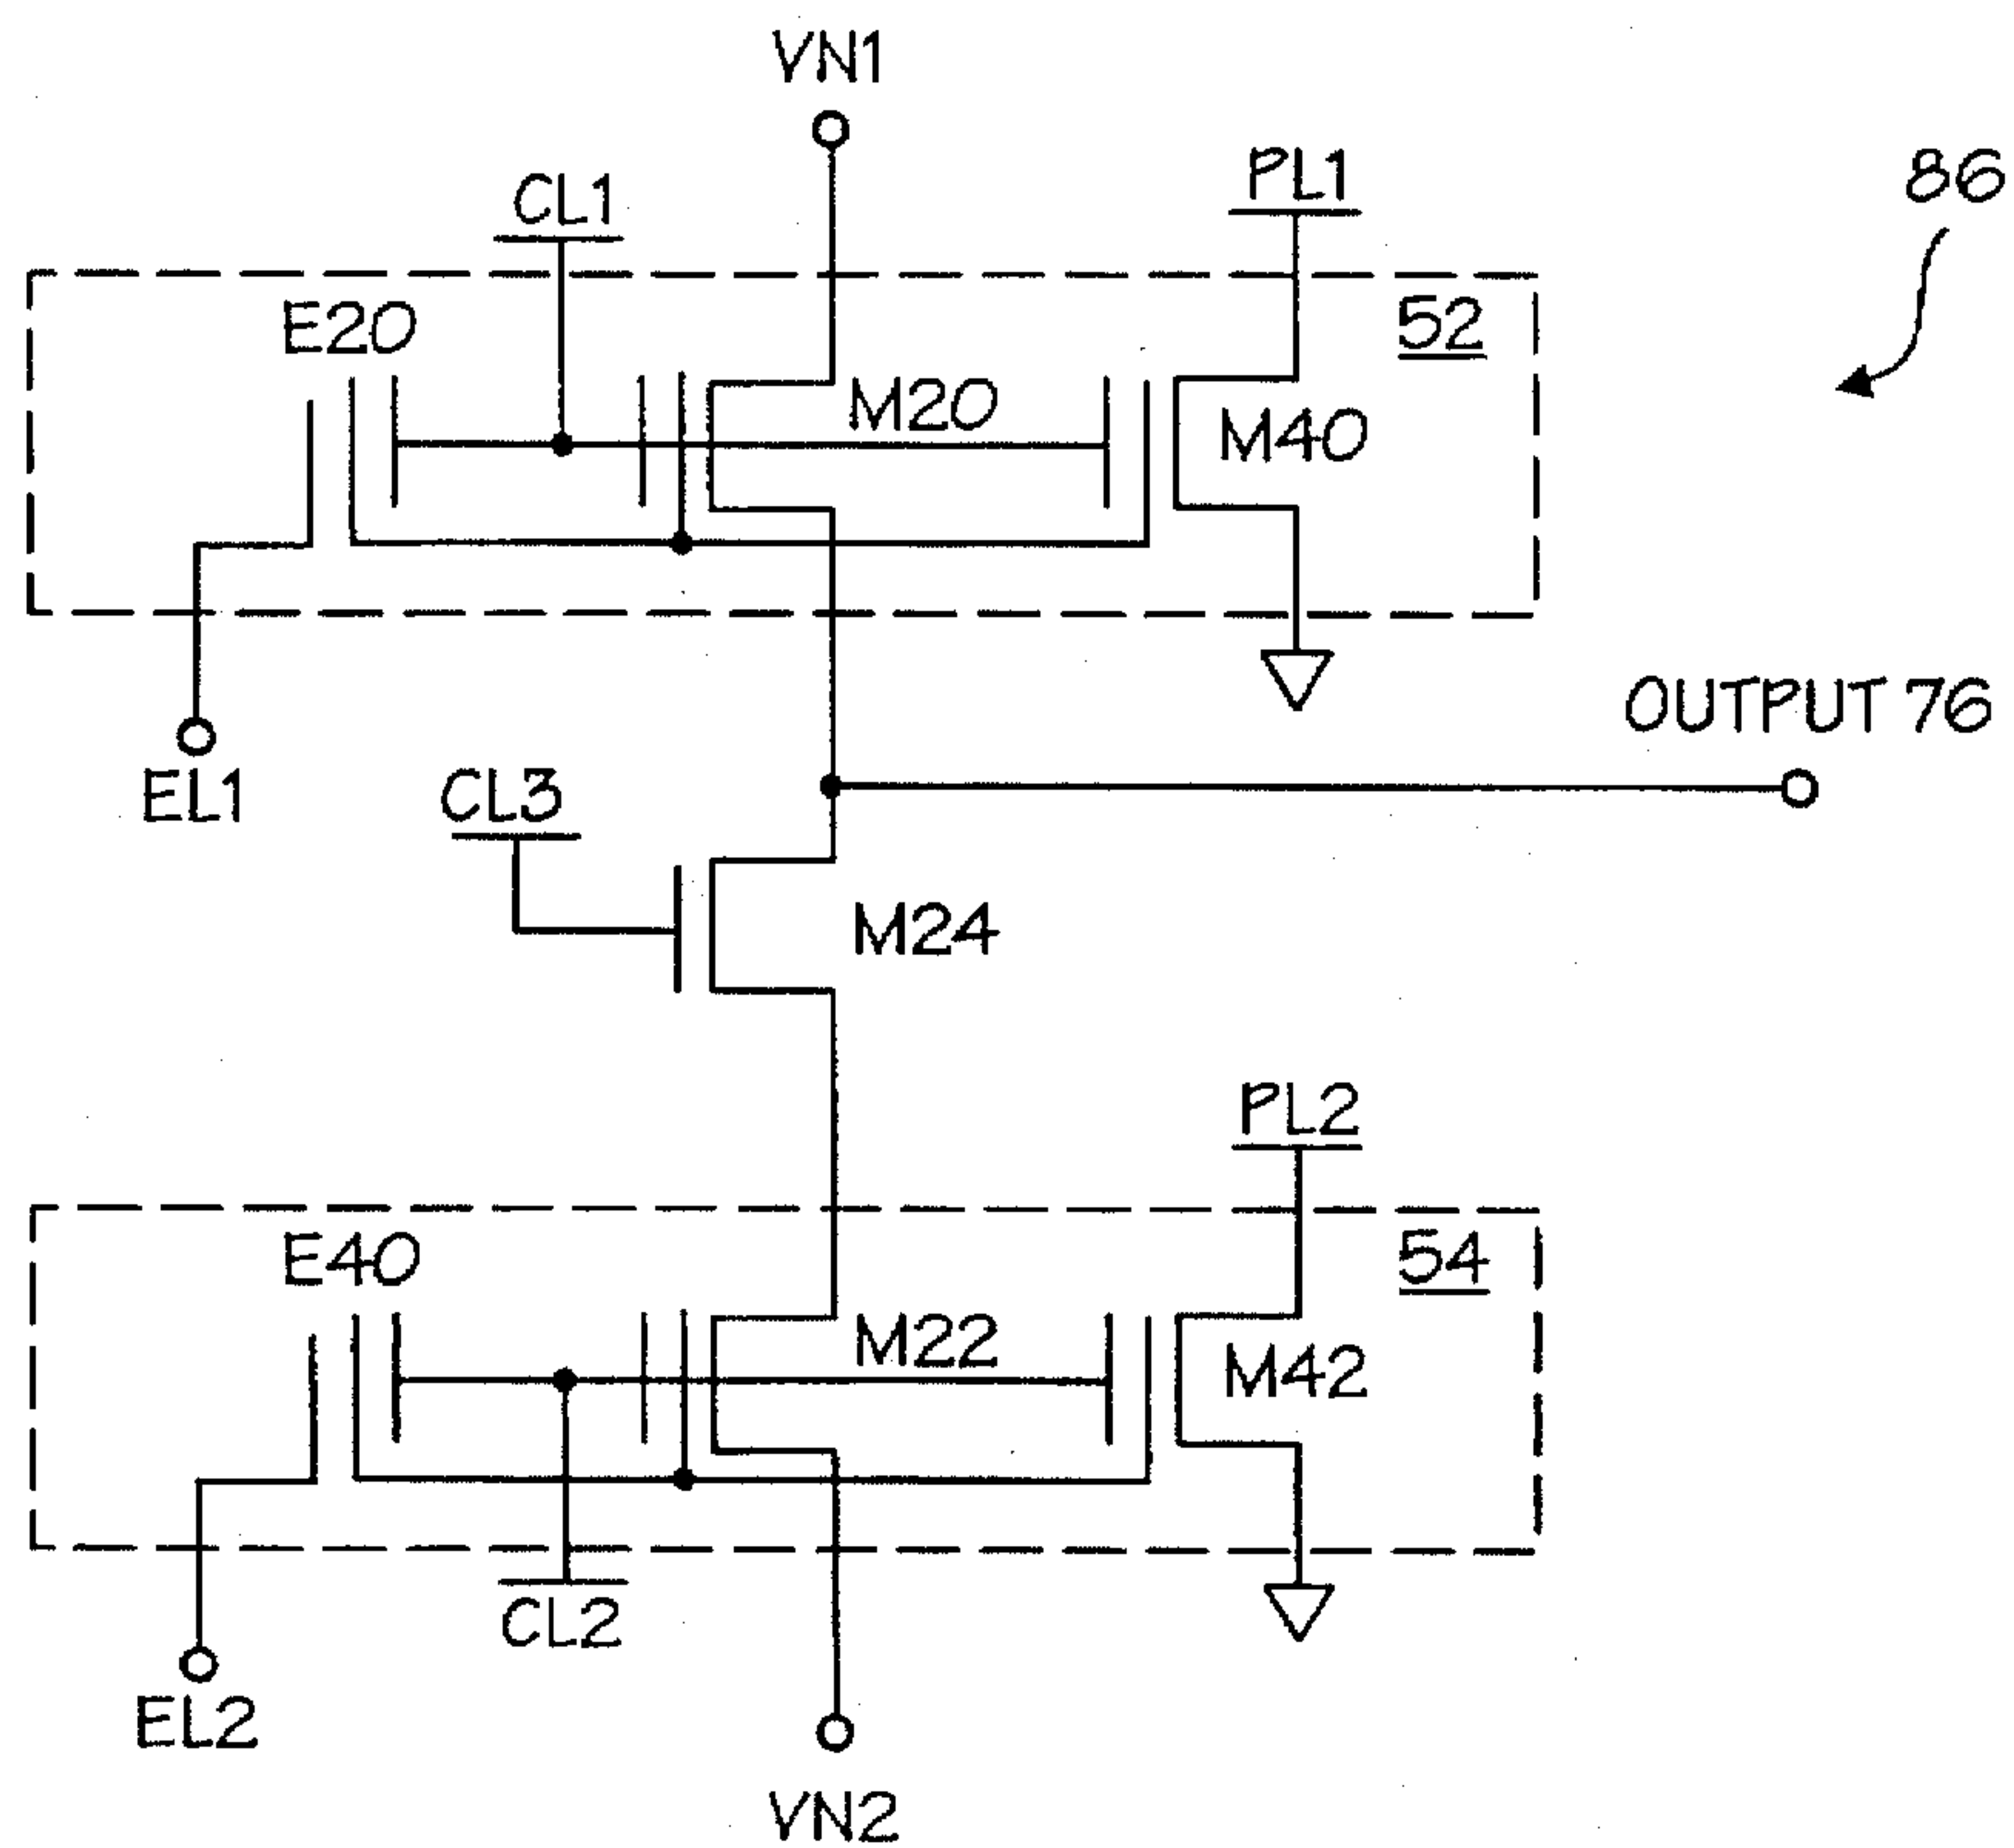 VN1
CL1
PL1
86
E20
52
M20
M40
OUTPUT 76
EL1
CL3
M24
PL2
E40
54
M22
M42
CL2
EL2
VN2